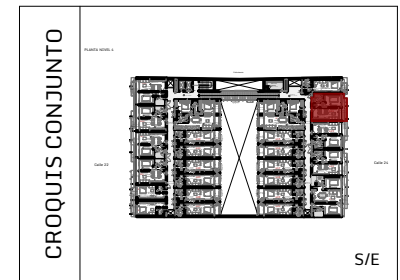 CROQUIS CONJUNTO
PLANTA NIVEL 4
Calle 22
Calle 24
S/E